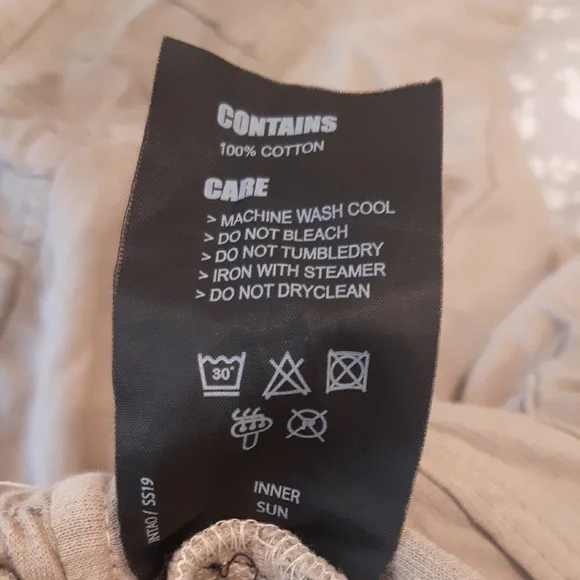 CONTAINS
100% COTTON
CARE
> MACHINE WASH COOL
> DO NOT BLEACH
> DO NOT TUMBLEDRY
> IRON WITH STEAMER
> DO NOT DRYCLEAN
30°
INNER
SUN
/ SS19